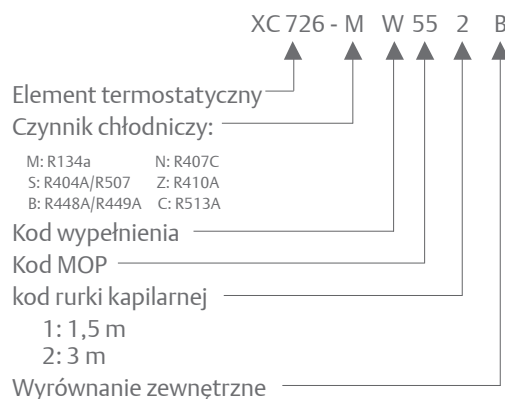 XC 726 - M W 55 2 B
Element termostatyczny
Czynnik chłodniczy:
M: R134a N: R407C
S: R404A/R507 Z: R410A
B: R448A/R449A C: R513A
Kod wypełnienia
Kod MOP
kod rurki kapilarnej
1: 1,5 m
2: 3 m
Wyrównanie zewnętrzne